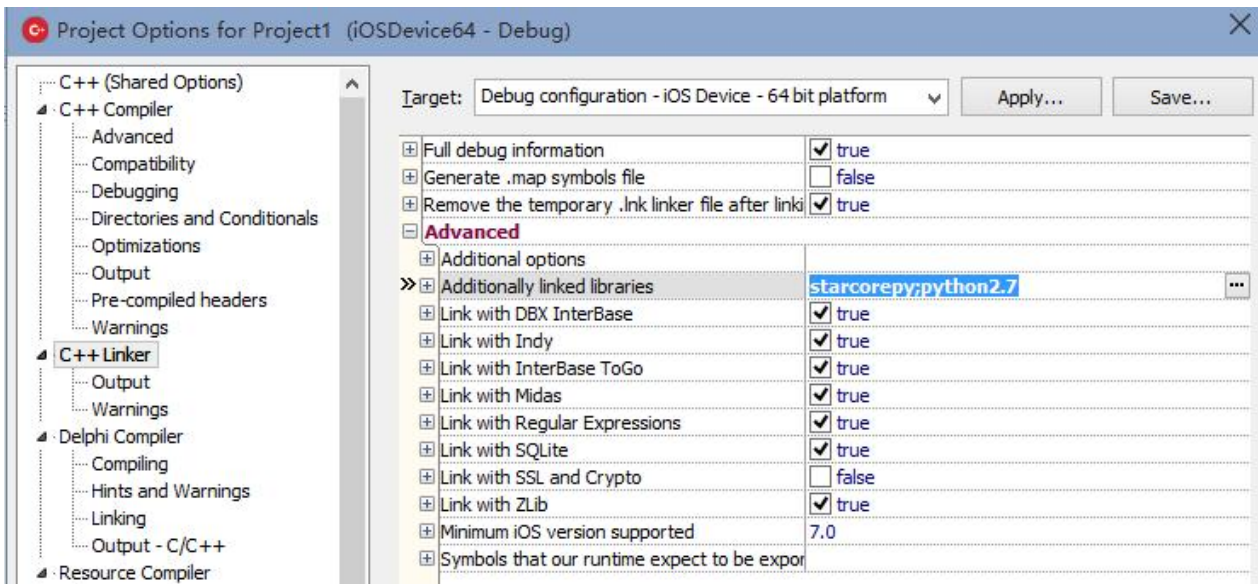 Project Options for Project1 (iOSDevice64 - Debug)
C++ (Shared Options)
C++ Compiler
Advanced
Compatibility
Debugging
Directories and Conditionals
Optimizations
Output
Pre-compiled headers
Warnings
C++ Linker
Output
Warnings
Delphi Compiler
Compiling
Hints and Warnings
Linking
Output - C/C++
Resource Compiler
Target: Debug configuration - iOS Device - 64 bit platform Apply... Save...
Full debug information true
Generate .map symbols file false
Remove the temporary .lnk linker file after linki true
Advanced
Additional options
Additionally linked libraries starcorepy;python2.7 ...
Link with DBX InterBase true
Link with Indy true
Link with InterBase ToGo true
Link with Midas true
Link with Regular Expressions true
Link with SQLite true
Link with SSL and Crypto false
Link with ZLib true
Minimum iOS version supported 7.0
Symbols that our runtime expect to be expor